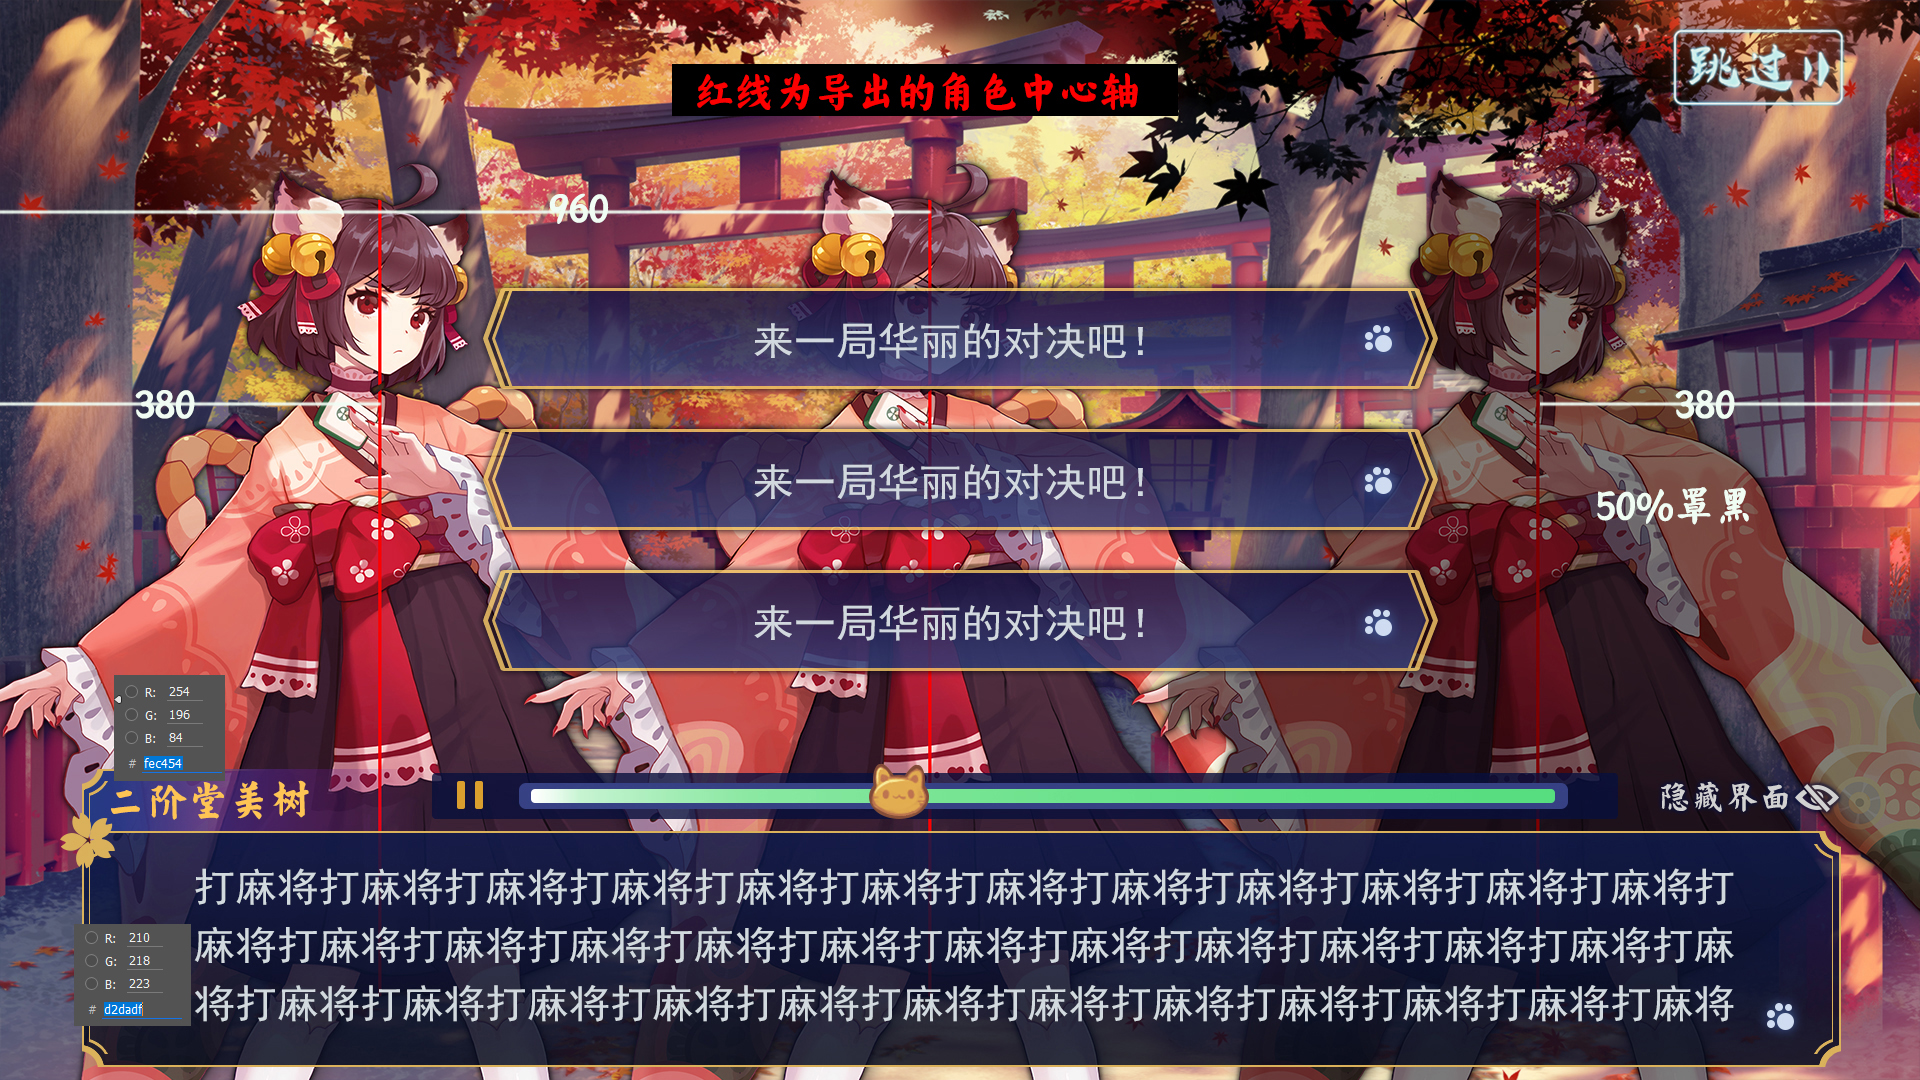 跳过
红线为导出的角色中心轴
960
来一局华丽的对决吧！
380
380
来一局华丽的对决吧！
50%罩黑
来一局华丽的对决吧！
R: 254
G: 196
B: 84
# fec454
二阶堂美树
隐藏界面
打麻将打麻将打麻将打麻将打麻将打麻将打麻将打麻将打麻将打麻将打麻将打麻将打
麻将打麻将打麻将打麻将打麻将打麻将打麻将打麻将打麻将打麻将打麻将打麻将打麻
将打麻将打麻将打麻将打麻将打麻将打麻将打麻将打麻将打麻将打麻将打麻将打麻将
R: 210
G: 218
B: 223
# d2dadf